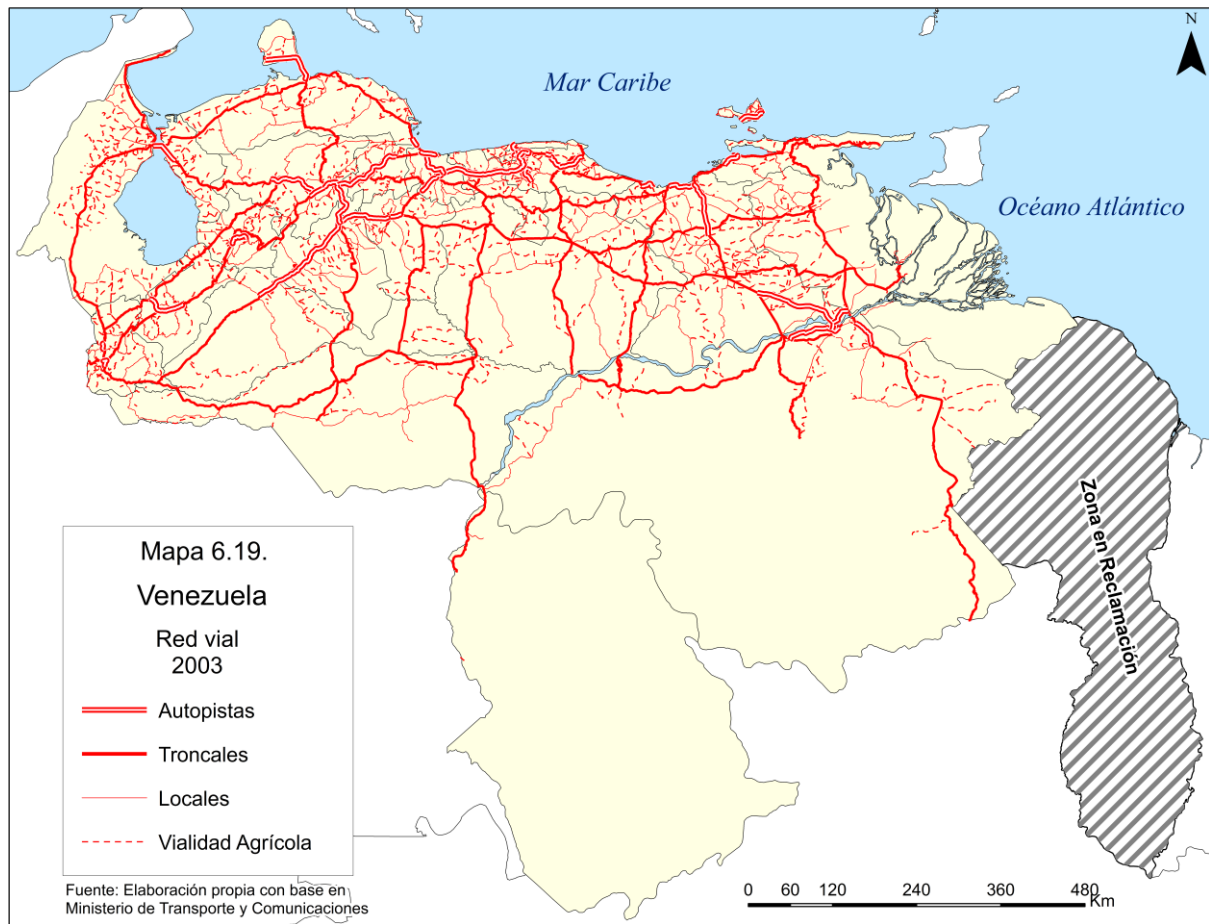 N
Mar Caribe
Océano Atlántico
Zona en Reclamación
Mapa 6.19.
Venezuela
Red vial
2003
Autopistas
Troncales
Locales
Vialidad Agrícola
Fuente: Elaboración propia con base en
Ministerio de Transporte y Comunicaciones
0 60 120 240 360 480
Km